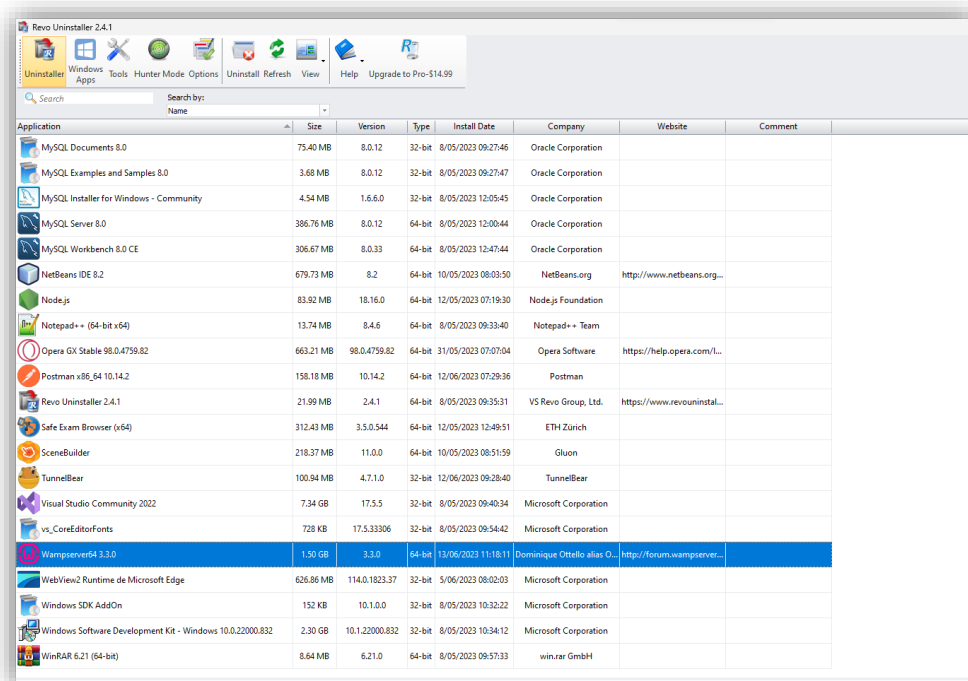 Revo Uninstaller 2.4.1
Uninstaller Windows Apps Tools Hunter Mode Options Uninstall Refresh View Help Upgrade to Pro-$14.99
Search Search by:
Name
Application Size Version Type Install Date Company Website Comment
MySQL Documents 8.0 75.40 MB 8.0.12 32-bit 8/05/2023 09:27:46 Oracle Corporation
MySQL Examples and Samples 8.0 3.68 MB 8.0.12 32-bit 8/05/2023 09:27:47 Oracle Corporation
MySQL Installer for Windows - Community 4.54 MB 1.6.6.0 32-bit 8/05/2023 12:05:45 Oracle Corporation
MySQL Server 8.0 386.76 MB 8.0.12 64-bit 8/05/2023 12:00:44 Oracle Corporation
MySQL Workbench 8.0 CE 306.67 MB 8.0.33 64-bit 8/05/2023 12:47:44 Oracle Corporation
NetBeans IDE 8.2 679.73 MB 8.2 64-bit 10/05/2023 08:03:50 NetBeans.org http://www.netbeans.org...
Node.js 83.92 MB 18.16.0 64-bit 12/05/2023 07:19:30 Node.js Foundation
Notepad++ (64-bit x64) 13.74 MB 8.4.6 64-bit 8/05/2023 09:33:40 Notepad++ Team
Opera GX Stable 98.0.4759.82 663.21 MB 98.0.4759.82 64-bit 31/05/2023 07:07:04 Opera Software https://help.opera.com/l...
Postman x86_64 10.14.2 158.18 MB 10.14.2 64-bit 12/06/2023 07:29:36 Postman
Revo Uninstaller 2.4.1 21.99 MB 2.4.1 64-bit 8/05/2023 09:35:31 VS Revo Group, Ltd. https://www.revouninstal...
Safe Exam Browser (x64) 312.43 MB 3.5.0.544 64-bit 12/05/2023 12:49:51 ETH Zürich
SceneBuilder 218.37 MB 11.0.0 64-bit 10/05/2023 08:51:59 Gluon
TunnelBear 100.94 MB 4.7.1.0 32-bit 12/06/2023 09:28:40 TunnelBear
Visual Studio Community 2022 7.34 GB 17.5.5 32-bit 8/05/2023 09:40:34 Microsoft Corporation
vs_CoreEditorFonts 728 KB 17.5.33306 32-bit 8/05/2023 09:54:42 Microsoft Corporation
Wampserver64 3.3.0 1.50 GB 3.3.0 64-bit 13/06/2023 11:18:11 Dominique Ottello alias O... http://forum.wampserver...
WebView2 Runtime de Microsoft Edge 626.86 MB 114.0.1823.37 32-bit 5/06/2023 08:02:03 Microsoft Corporation
Windows SDK AddOn 152 KB 10.1.0.0 32-bit 8/05/2023 10:32:22 Microsoft Corporation
Windows Software Development Kit - Windows 10.0.22000.832 2.30 GB 10.1.22000.832 32-bit 8/05/2023 10:34:12 Microsoft Corporation
WinRAR 6.21 (64-bit) 8.64 MB 6.21.0 64-bit 8/05/2023 09:57:33 win.rar GmbH